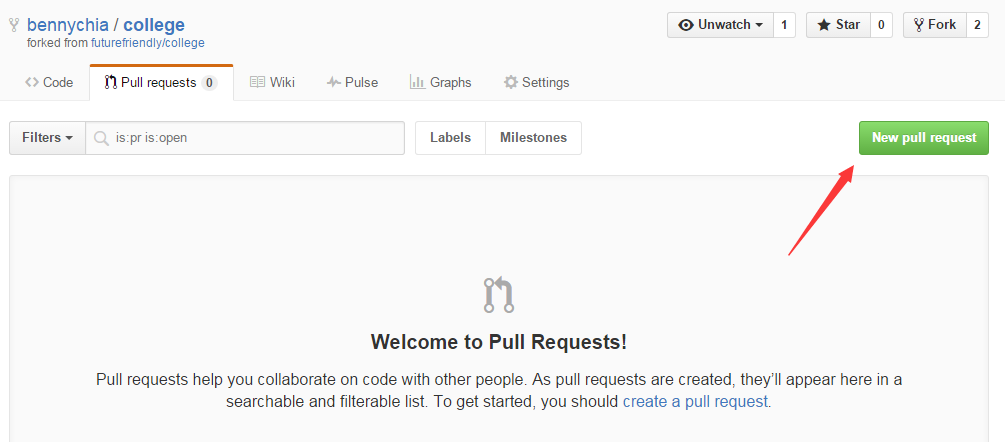 bennychia / college
forked from futurefriendly/college
Unwatch 1 Star 0 Fork 2
Code Pull requests 0 Wiki Pulse Graphs Settings
Filters is:pr is:open Labels Milestones New pull request
Welcome to Pull Requests!
Pull requests help you collaborate on code with other people. As pull requests are created, they’ll appear here in a
searchable and filterable list. To get started, you should create a pull request.